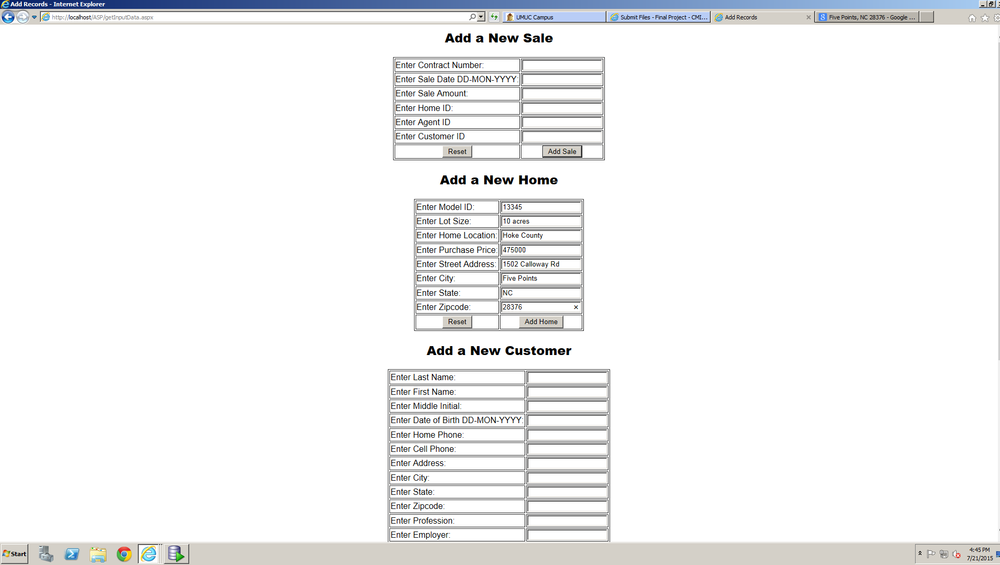 Add Records - Internet Explorer
http://localhost/ASP/getInputData.aspx
UMUC Campus
Submit Files - Final Project - CMI...
Add Records
Five Points, NC 28376 - Google ...
Add a New Sale
Enter Contract Number:
Enter Sale Date DD-MON-YYYY:
Enter Sale Amount:
Enter Home ID:
Enter Agent ID
Enter Customer ID
Reset Add Sale
Add a New Home
Enter Model ID: 13345
Enter Lot Size: 10 acres
Enter Home Location: Hoke County
Enter Purchase Price: 475000
Enter Street Address: 1502 Calloway Rd
Enter City: Five Points
Enter State: NC
Enter Zipcode: 28376
Reset Add Home
Add a New Customer
Enter Last Name:
Enter First Name:
Enter Middle Initial:
Enter Date of Birth DD-MON-YYYY:
Enter Home Phone:
Enter Cell Phone:
Enter Address:
Enter City:
Enter State:
Enter Zipcode:
Enter Profession:
Enter Employer:
Start
4:45 PM
7/21/2015